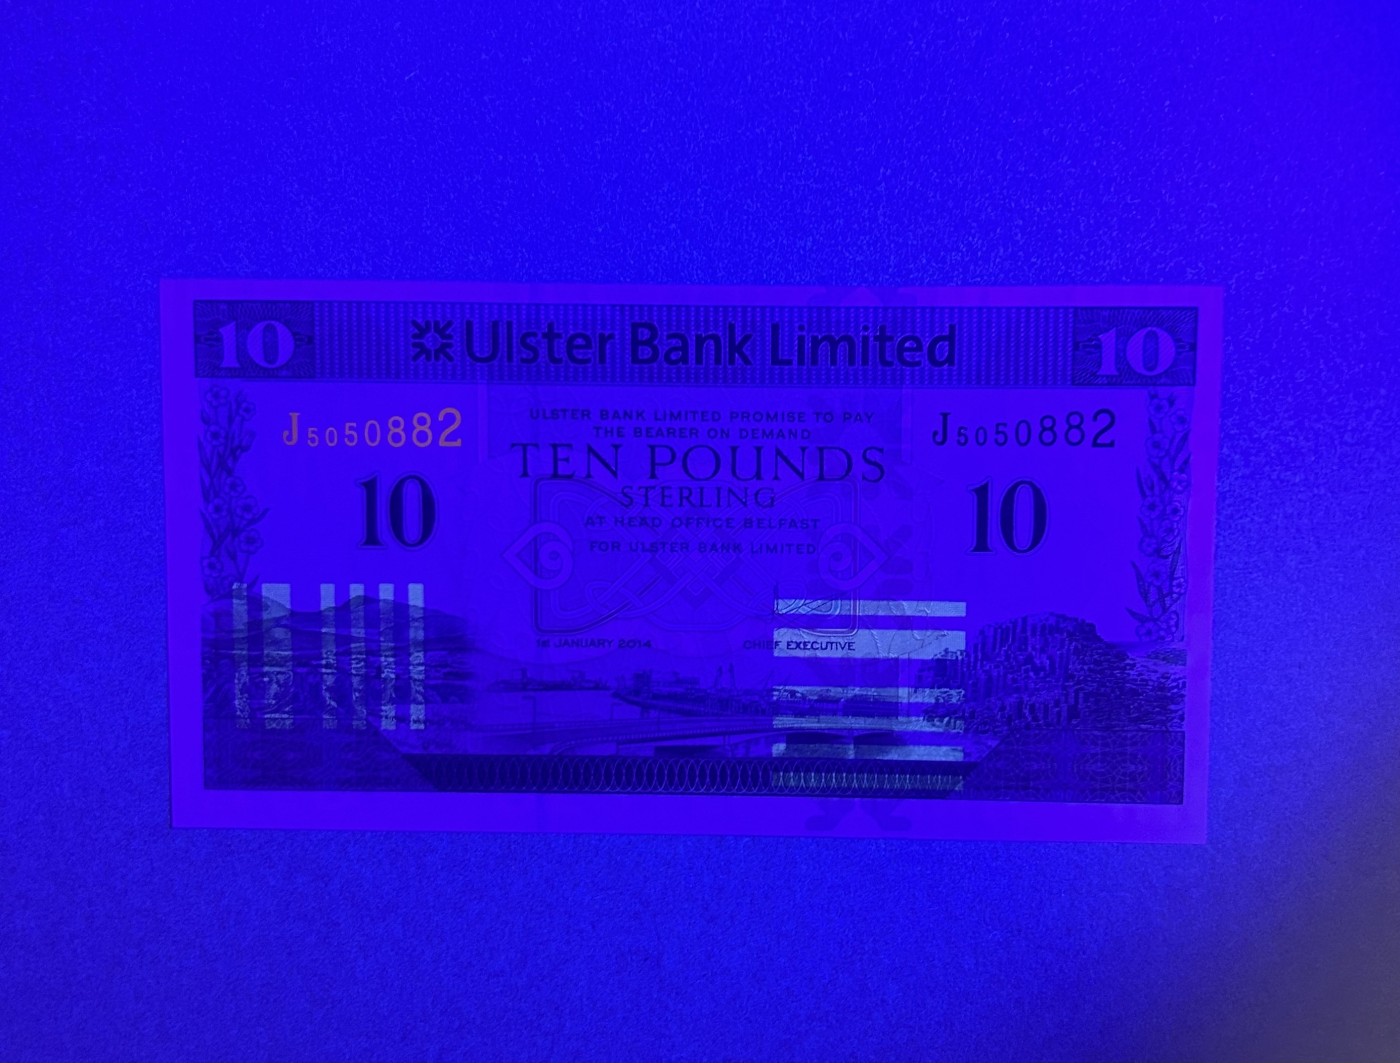 10 Ulster Bank Limited 10
J5050882
J5050882
ULSTER BANK LIMITED PROMISE TO PAY
THE BEARER ON DEMAND
TEN POUNDS
STERLING
AT HEAD OFFICE BELFAST
FOR ULSTER BANK LIMITED
10
10
1st JANUARY 2014
CHIEF EXECUTIVE